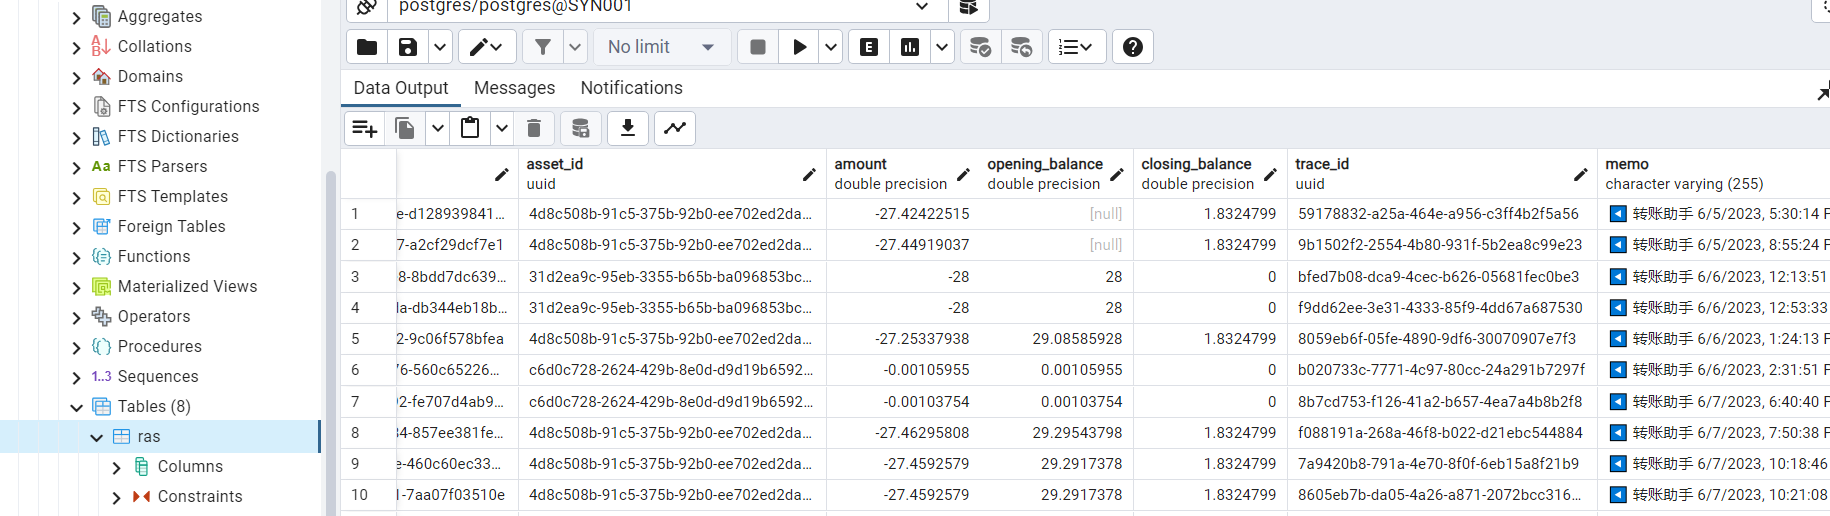 postgres/postgres@SYN001
No limit
Data Output Messages Notifications
Aggregates
Collations
Domains
FTS Configurations
FTS Dictionaries
Aa FTS Parsers
FTS Templates
Foreign Tables
Functions
Materialized Views
Operators
Procedures
1..3 Sequences
Tables (8)
ras
Columns
Constraints
asset_id amount opening_balance closing_balance trace_id memo
uuid double precision double precision double precision uuid character varying (255)
1 e-d128939841... 4d8c508b-91c5-375b-92b0-ee702ed2da... -27.42422515 [null] 1.8324799 59178832-a25a-464e-a956-c3ff4b2f5a56 转账助手 6/5/2023, 5:30:14 P
2 7-a2cf29dcf7e1 4d8c508b-91c5-375b-92b0-ee702ed2da... -27.44919037 [null] 1.8324799 9b1502f2-2554-4b80-931f-5b2ea8c99e23 转账助手 6/5/2023, 8:55:24 P
3 8-8bdd7dc639... 31d2ea9c-95eb-3355-b65b-ba096853bc... -28 28 0 bfed7b08-dca9-4cec-b626-05681fec0be3 转账助手 6/6/2023, 12:13:51
4 la-db344eb18b... 31d2ea9c-95eb-3355-b65b-ba096853bc... -28 28 0 f9dd62ee-3e31-4333-85f9-4dd67a687530 转账助手 6/6/2023, 12:53:33
5 2-9c06f578bfea 4d8c508b-91c5-375b-92b0-ee702ed2da... -27.25337938 29.08585928 1.8324799 8059eb6f-05fe-4890-9df6-30070907e7f3 转账助手 6/6/2023, 1:24:13 P
6 76-560c65226... c6d0c728-2624-429b-8e0d-d9d19b6592... -0.00105955 0.00105955 0 b020733c-7771-4c97-80cc-24a291b7297f 转账助手 6/6/2023, 2:31:51 P
7 92-fe707d4ab9... c6d0c728-2624-429b-8e0d-d9d19b6592... -0.00103754 0.00103754 0 8b7cd753-f126-41a2-b657-4ea7a4b8b2f8 转账助手 6/7/2023, 6:40:40 P
8 34-857ee381fe... 4d8c508b-91c5-375b-92b0-ee702ed2da... -27.46295808 29.29543798 1.8324799 f088191a-268a-46f8-b022-d21ebc544884 转账助手 6/7/2023, 7:50:38 P
9 e-460c60ec33... 4d8c508b-91c5-375b-92b0-ee702ed2da... -27.4592579 29.2917378 1.8324799 7a9420b8-791a-4e70-8f0f-6eb15a8f21b9 转账助手 6/7/2023, 10:18:46
10 1-7aa07f03510e 4d8c508b-91c5-375b-92b0-ee702ed2da... -27.4592579 29.2917378 1.8324799 8605eb7b-da05-4a26-a871-2072bcc316... 转账助手 6/7/2023, 10:21:08